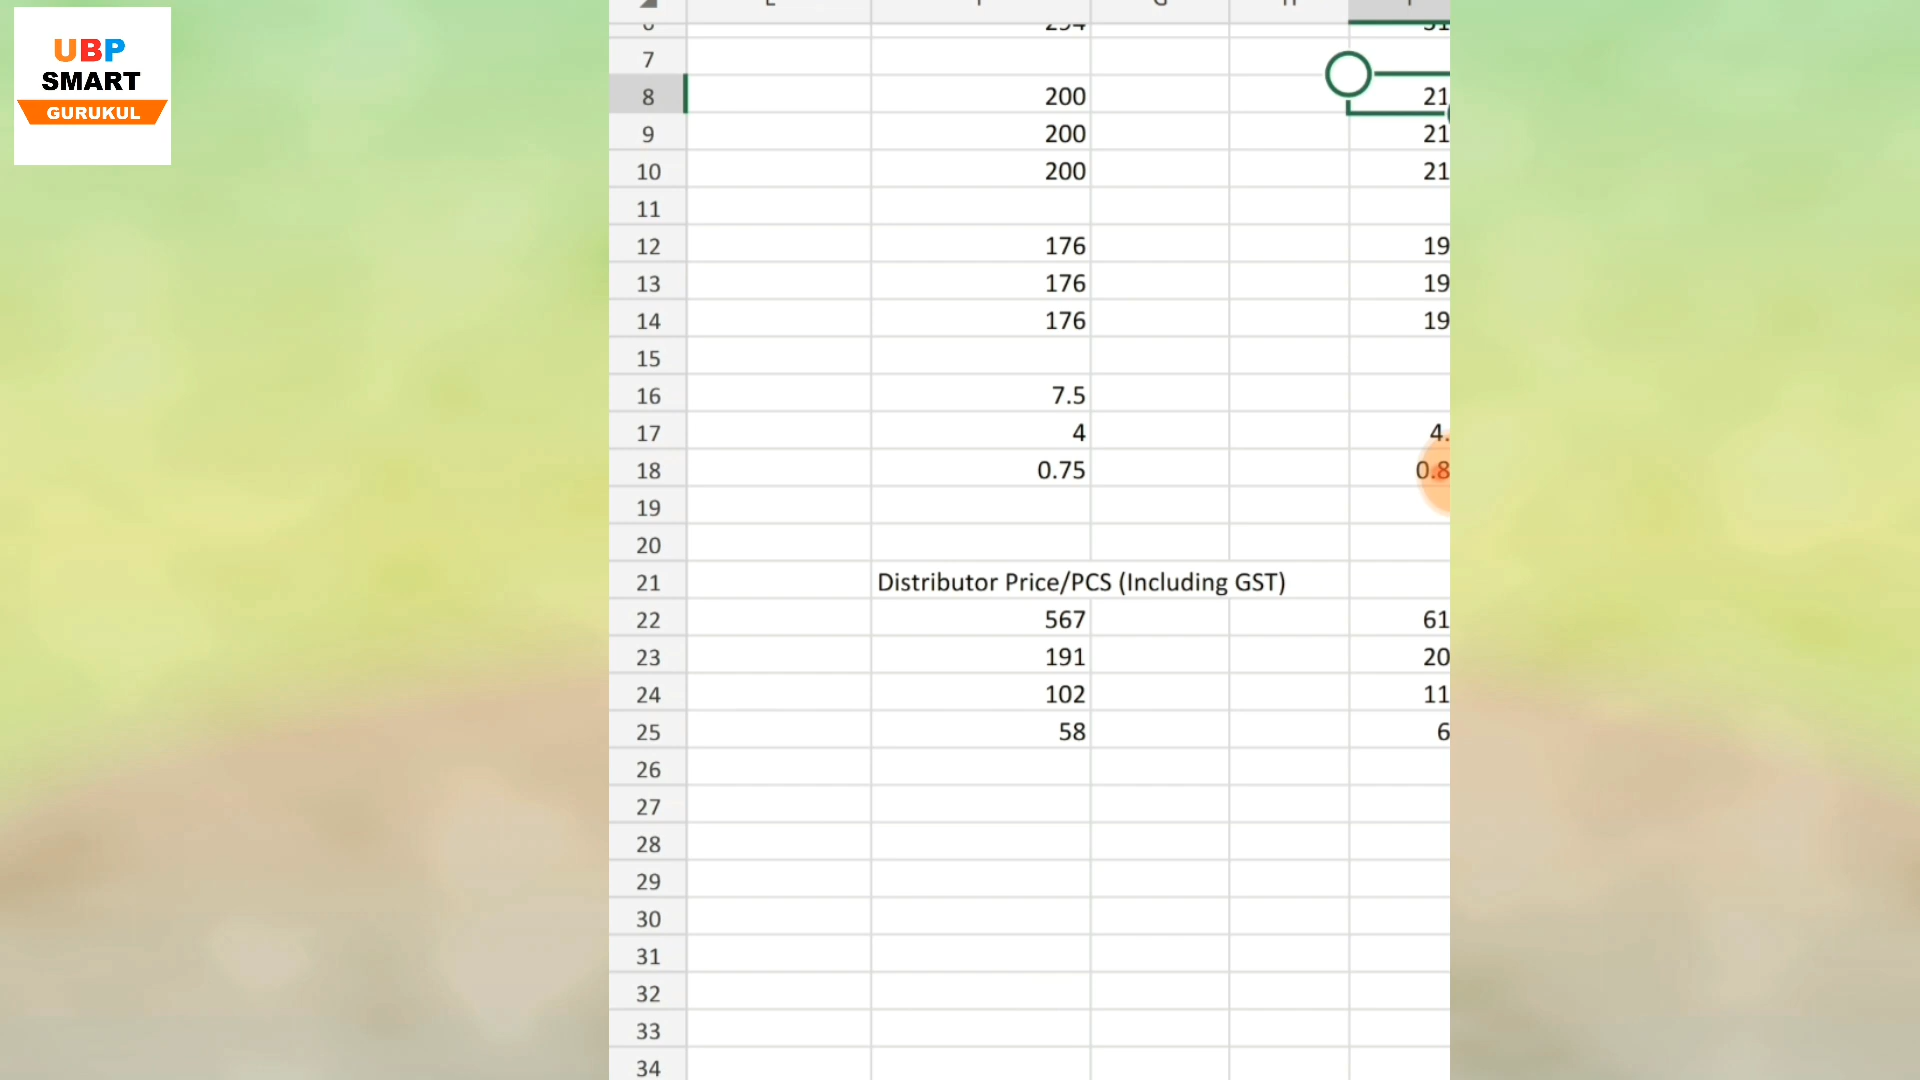 UBP
SMART
GURUKUL
7
8 200 21
9 200 21
10 200 21
11
12 176 19
13 176 19
14 176 19
15
16 7.5
17 4 4.
18 0.75 0.8
19
20
21 Distributor Price/PCS (Including GST)
22 567 61
23 191 20
24 102 11
25 58 6
26
27
28
29
30
31
32
33
34